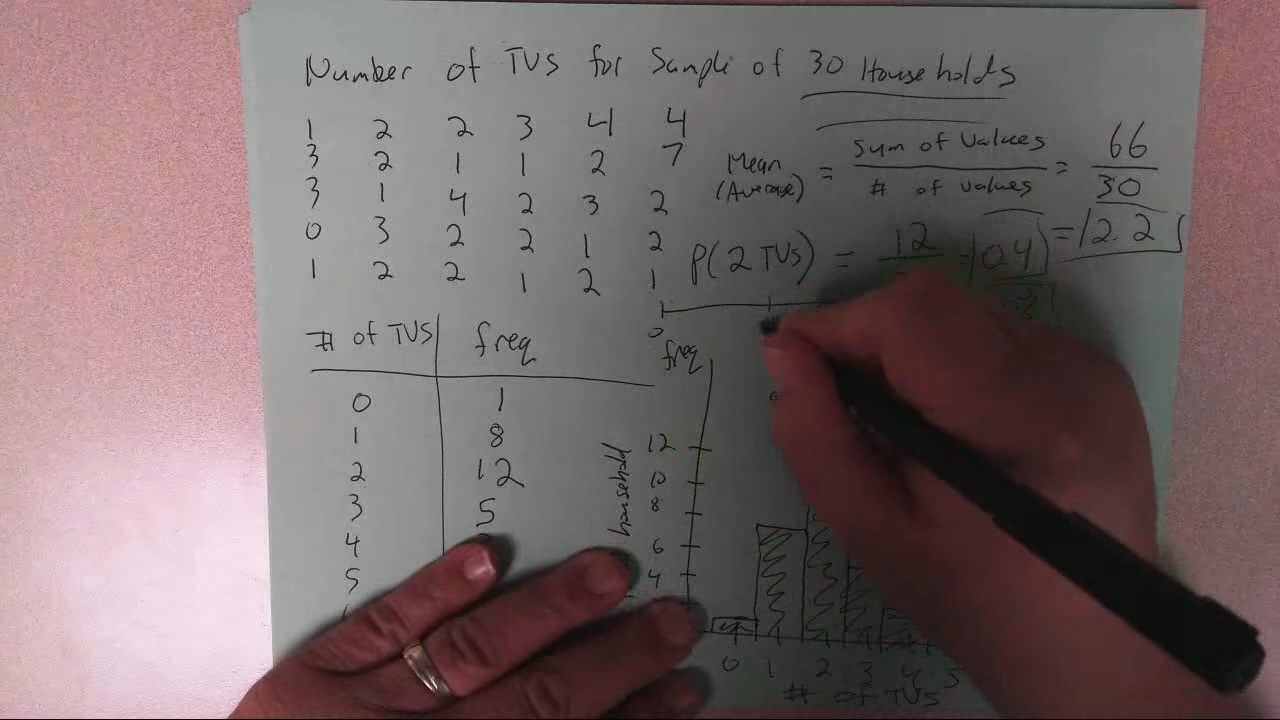 Number of TVs for Sample of 30 Households
1 2 2 3 4 4
3 2 1 1 2 7
3 1 4 2 3 2
0 3 2 2 1 2
1 2 2 1 2 1
Mean (Average) = Sum of Values / # of values = 66 / 30
= 2.2
P(2 TVs) = 12 = 0.4
0
# of TVs freq
0 1
1 8
2 12
3 5
4
5
freq
household
12
10
8
6
4
0 1 2 3 4 5
# of TVs